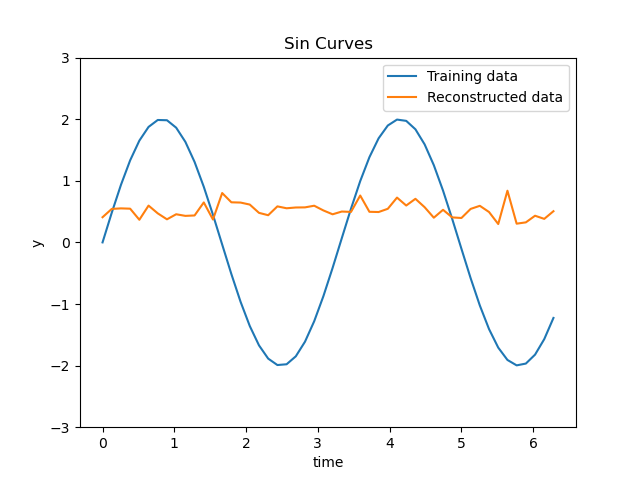 Sin Curves
Training data
Reconstructed data
3
2
1
0
−1
−2
−3
y
0 1 2 3 4 5 6
time